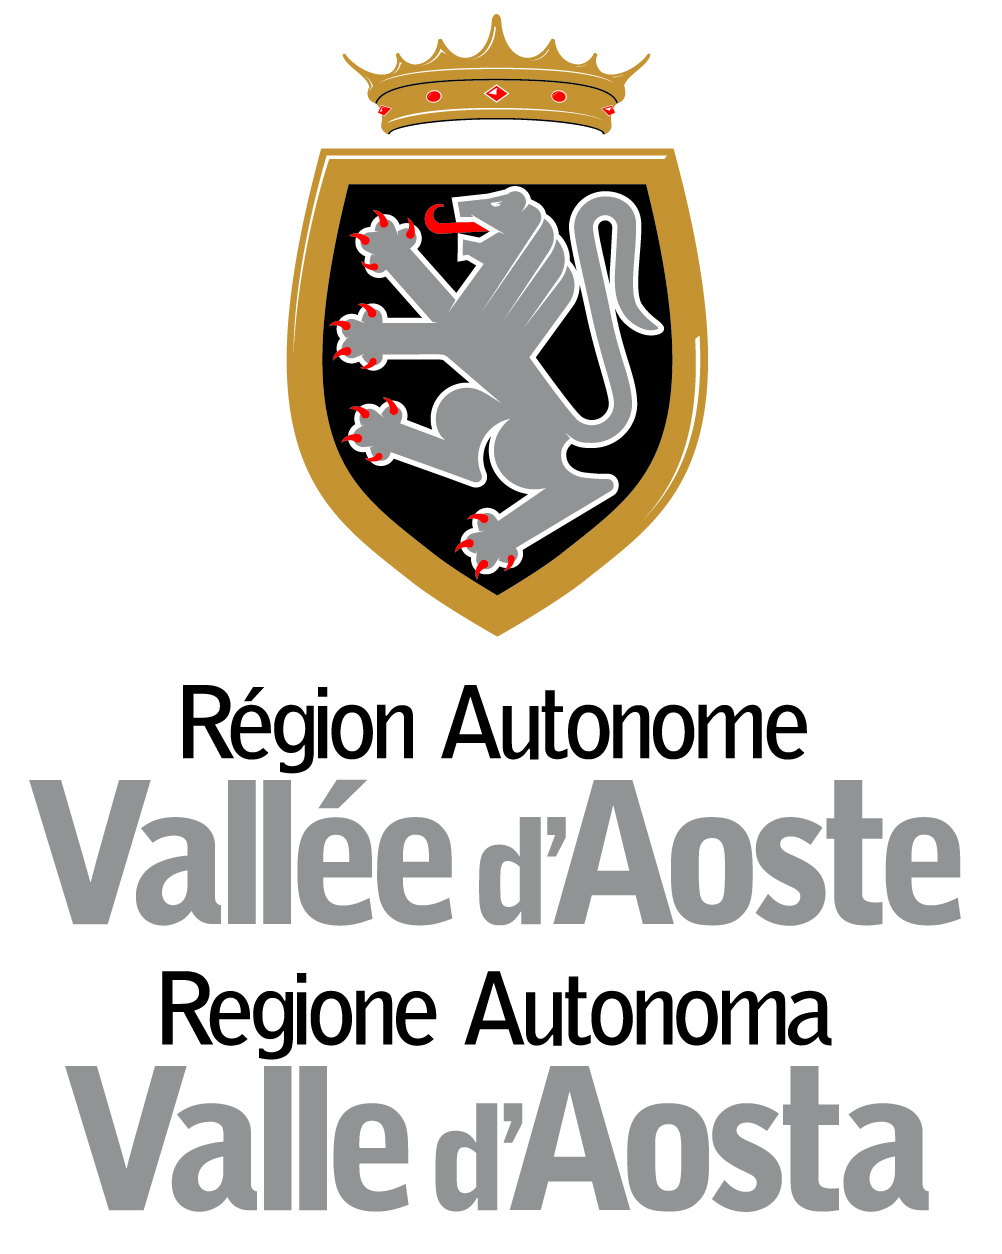 Région Autonome
Vallée d'Aoste
Regione Autonoma
Valle d'Aosta